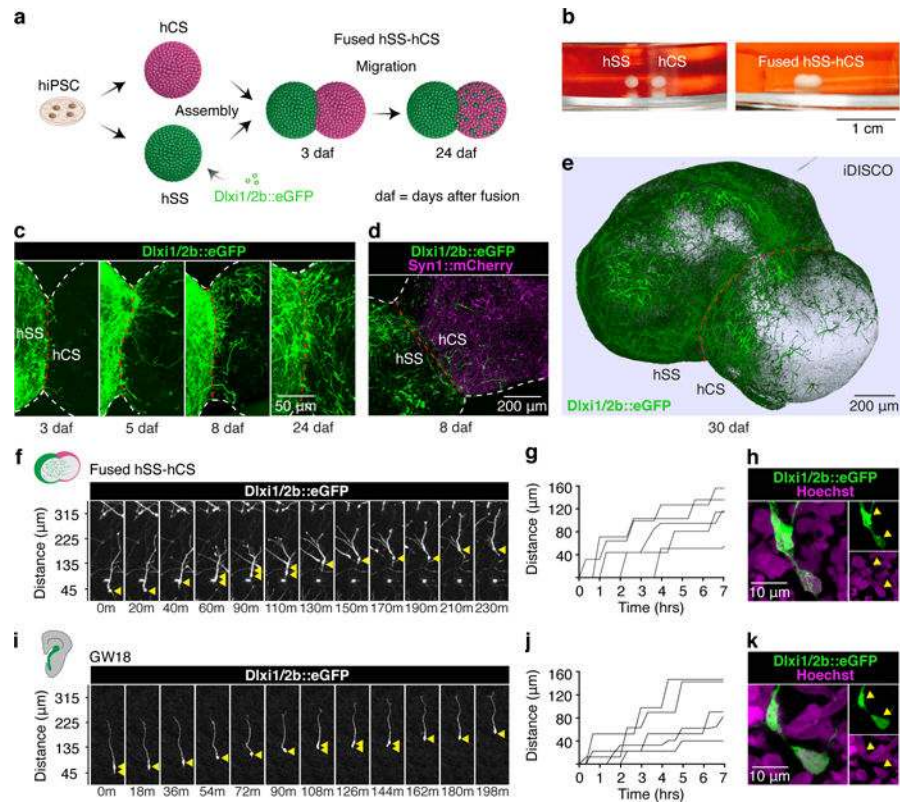 a
hCS
hiPSC
Assembly
hSS
Dlxi1/2b::eGFP
Fused hSS-hCS
Migration
3 daf
24 daf
daf = days after fusion
b
hSS
hCS
Fused hSS-hCS
1 cm
c
Dlxi1/2b::eGFP
hSS
hCS
50 µm
3 daf
5 daf
8 daf
24 daf
d
Dlxi1/2b::eGFP
Syn1::mCherry
hCS
hSS
200 µm
8 daf
e
iDISCO
hSS
hCS
Dlxi1/2b::eGFP
200 µm
30 daf
f
Fused hSS-hCS
Dlxi1/2b::eGFP
Distance (µm)
315
225
135
45
0m 20m 40m 60m 90m 110m 130m 150m 170m 190m 210m 230m
g
Distance (µm)
160
120
80
40
0 1 2 3 4 5 6 7
Time (hrs)
h
Dlxi1/2b::eGFP
Hoechst
10 µm
i
GW18
Dlxi1/2b::eGFP
Distance (µm)
315
225
135
45
0m 18m 36m 54m 72m 90m 108m 126m 144m 162m 180m 198m
j
Distance (µm)
160
120
80
40
0 1 2 3 4 5 6 7
Time (hrs)
k
Dlxi1/2b::eGFP
Hoechst
10 µm